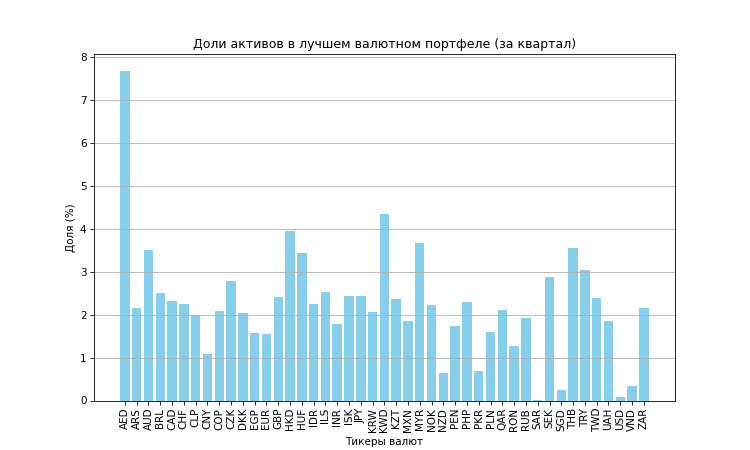 Доли активов в лучшем валютном портфеле (за квартал)
8
7
6
5
4
3
2
1
0
Доля (%)
AED ARS AUD BRL CAD CHF CLP CNY COP CZK DKK EGP EUR GBP HKD HUF IDR ILS INR ISK JPY KRW KWD KZT MXN MYR NOK NZD PEN PHP PKR PLN QAR RON RUB SAR SEK SGD THB TRY TWD UAH USD VND ZAR
Тикеры валют